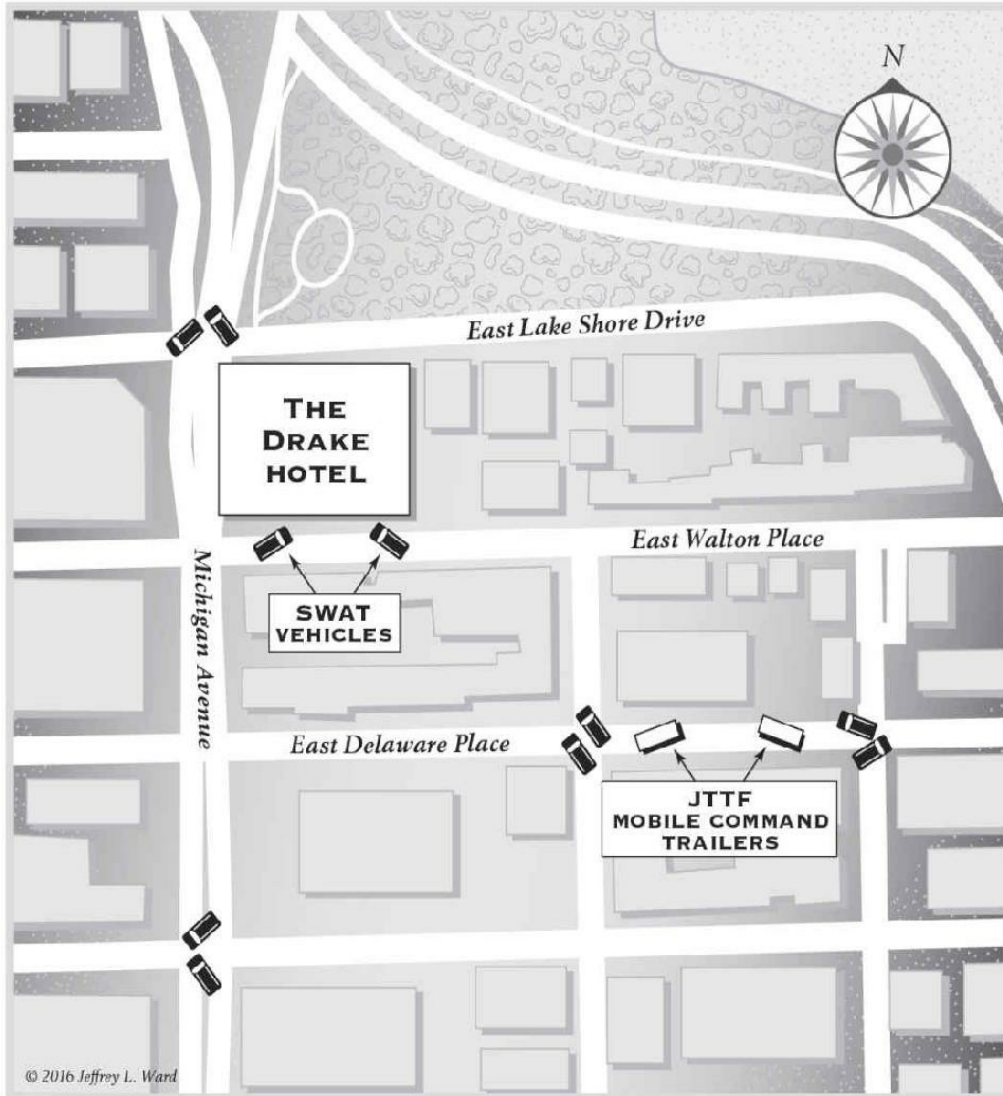 N
East Lake Shore Drive
THE
DRAKE
HOTEL
East Walton Place
Michigan Avenue
SWAT
VEHICLES
East Delaware Place
JTTF
MOBILE COMMAND
TRAILERS
© 2016 Jeffrey L. Ward